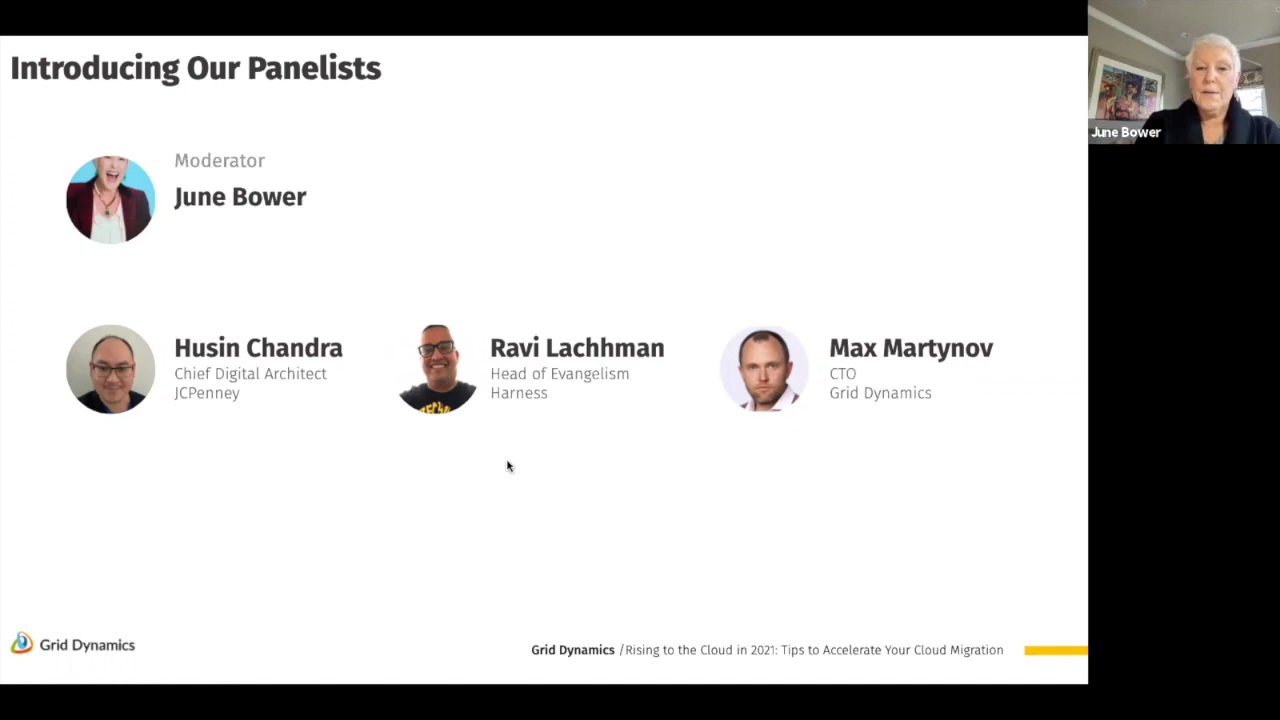 Introducing Our Panelists
June Bower
Moderator
June Bower
Husin Chandra
Chief Digital Architect
JCPenney
Ravi Lachhman
Head of Evangelism
Harness
Max Martynov
CTO
Grid Dynamics
Grid Dynamics
Grid Dynamics /Rising to the Cloud in 2021: Tips to Accelerate Your Cloud Migration